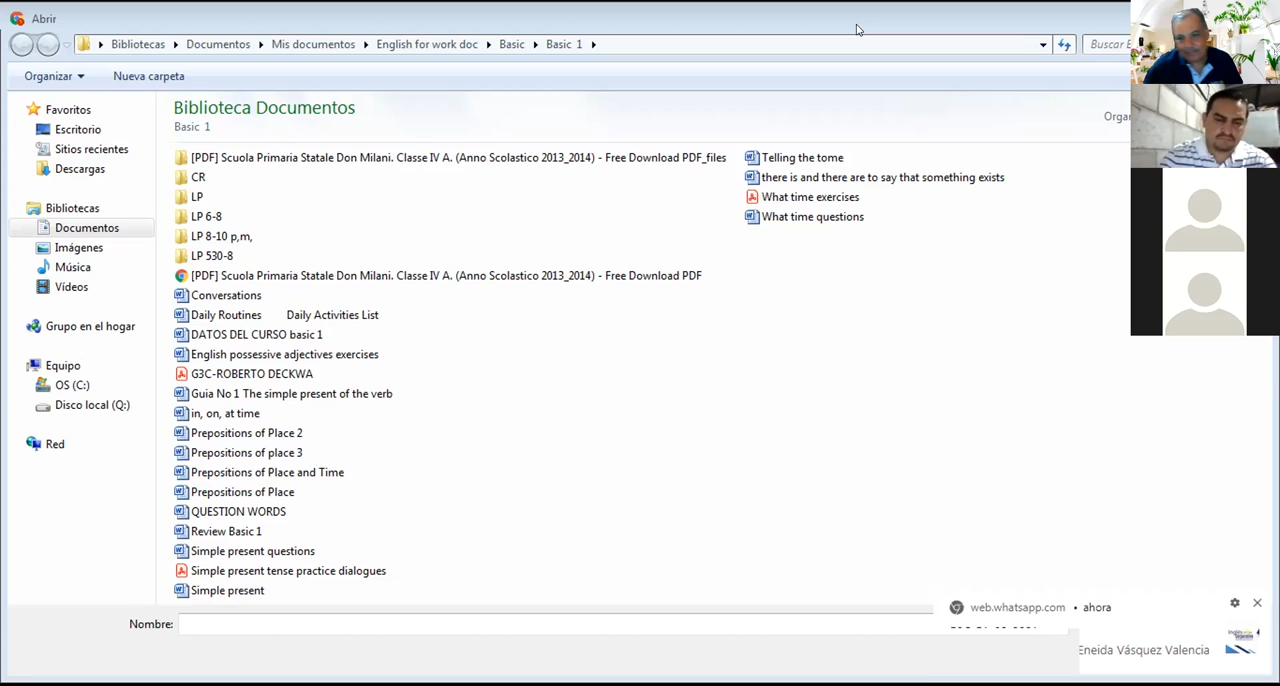 Abrir
Bibliotecas Documentos Mis documentos English for work doc Basic Basic 1
Buscar
Organizar Nueva carpeta
Favoritos
Escritorio
Sitios recientes
Descargas
Bibliotecas
Documentos
Imágenes
Música
Vídeos
Grupo en el hogar
Equipo
OS (C:)
Disco local (Q:)
Red
Biblioteca Documentos
Basic 1
[PDF] Scuola Primaria Statale Don Milani. Classe IV A. (Anno Scolastico 2013_2014) - Free Download PDF_files
CR
LP
LP 6-8
LP 8-10 p,m,
LP 530-8
[PDF] Scuola Primaria Statale Don Milani. Classe IV A. (Anno Scolastico 2013_2014) - Free Download PDF
Conversations
Daily Routines Daily Activities List
DATOS DEL CURSO basic 1
English possessive adjectives exercises
G3C-ROBERTO DECKWA
Guia No 1 The simple present of the verb
in, on, at time
Prepositions of Place 2
Prepositions of place 3
Prepositions of Place and Time
Prepositions of Place
QUESTION WORDS
Review Basic 1
Simple present questions
Simple present tense practice dialogues
Simple present
Telling the tome
there is and there are to say that something exists
What time exercises
What time questions
Nombre:
web.whatsapp.com • ahora
Eneida Vásquez Valencia